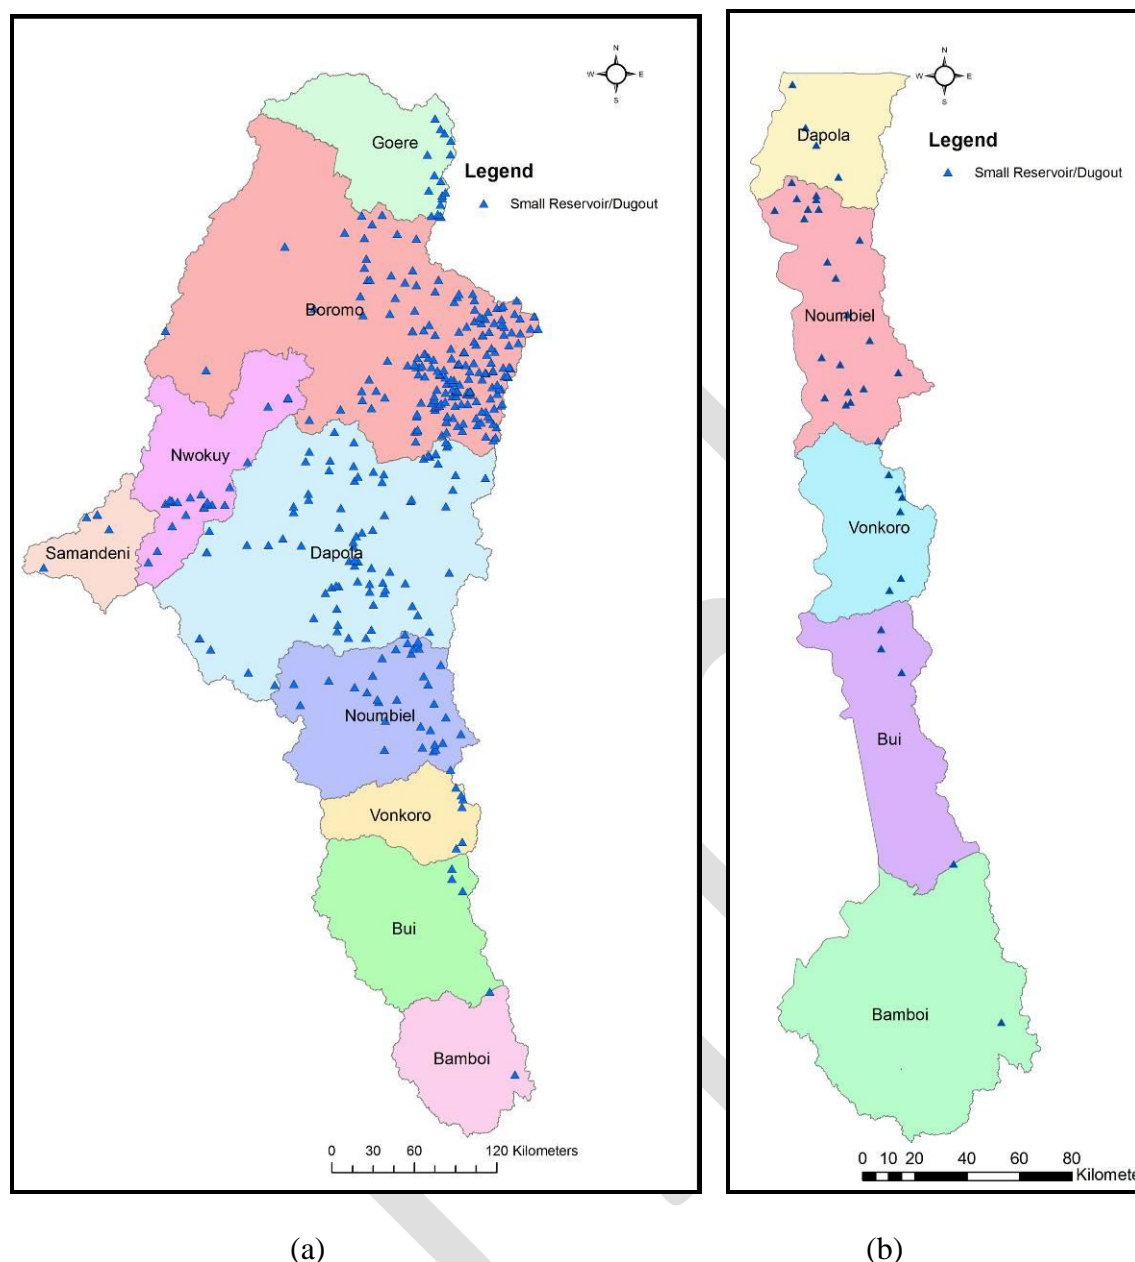 N
W E
S
Goere
Legend
Small Reservoir/Dugout
Boromo
Nwokuy
Samandeni
Dapola
Noumbiel
Vonkoro
Bui
Bamboi
0 30 60 120 Kilometers
(a)
N
W E
S
Dapola
Legend
Small Reservoir/Dugout
Noumbiel
Vonkoro
Bui
Bamboi
0 10 20 40 60 80
Kilomete
(b)